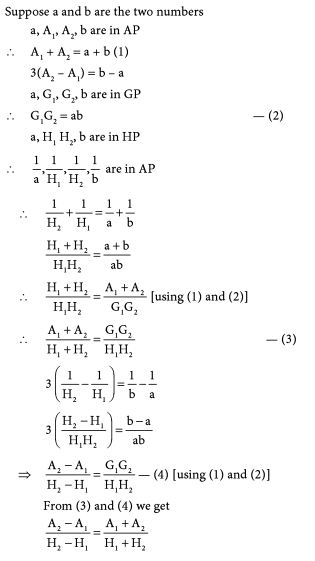 Suppose a and b are the two numbers
a, A₁, A₂, b are in AP
∴ A₁ + A₂ = a + b (1)
3(A₂ – A₁) = b – a
a, G₁, G₂, b are in GP
∴ G₁G₂ = ab — (2)
a, H₁ H₂, b are in HP
∴ 1/a, 1/H₁, 1/H₂, 1/b are in AP
∴ 1/H₂ + 1/H₁ = 1/a + 1/b
(H₁ + H₂)/(H₁H₂) = (a + b)/(ab)
∴ (H₁ + H₂)/(H₁H₂) = (A₁ + A₂)/(G₁G₂) [using (1) and (2)]
∴ (A₁ + A₂)/(H₁ + H₂) = (G₁G₂)/(H₁H₂) — (3)
3(1/H₂ – 1/H₁) = 1/b – 1/a
3((H₂ – H₁)/(H₁H₂)) = (b – a)/(ab)
⇒ (A₂ – A₁)/(H₂ – H₁) = (G₁G₂)/(H₁H₂) — (4) [using (1) and (2)]
From (3) and (4) we get
(A₂ – A₁)/(H₂ – H₁) = (A₁ + A₂)/(H₁ + H₂)